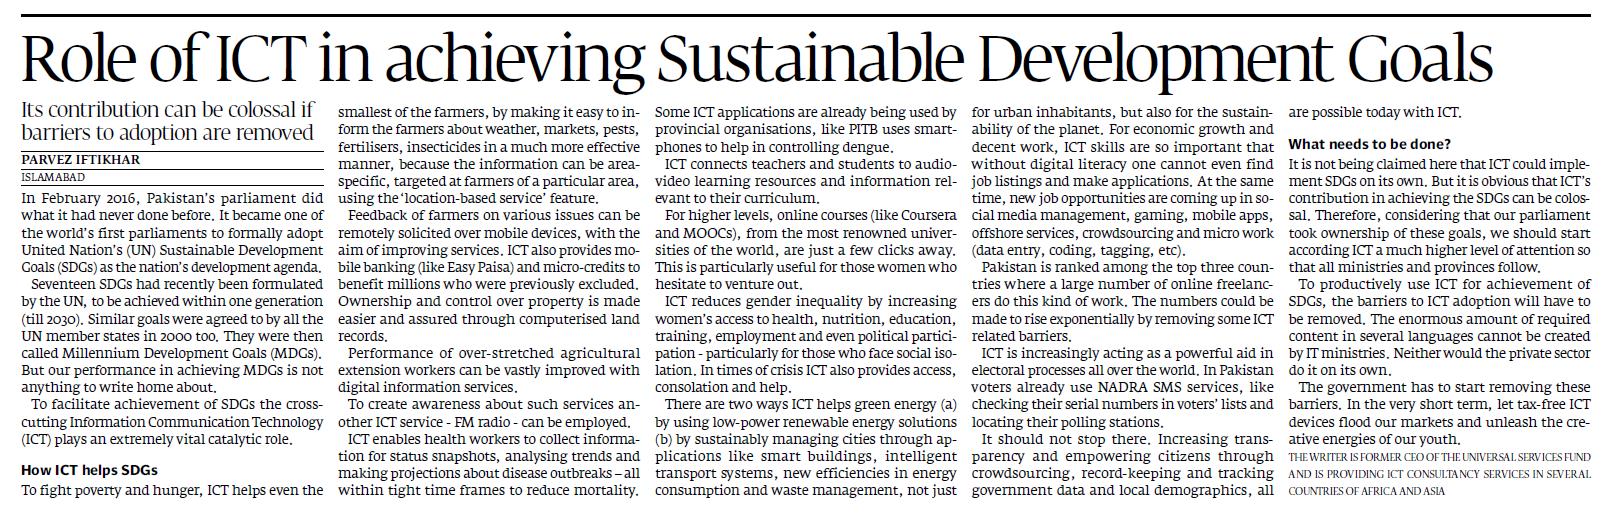 Role of ICT in achieving Sustainable Development Goals
Its contribution can be colossal if
barriers to adoption are removed
PARVEZ IFTIKHAR
ISLAMABAD
In February 2016, Pakistan's parliament did
what it had never done before. It became one of
the world's first parliaments to formally adopt
United Nation's (UN) Sustainable Development
Goals (SDGs) as the nation's development agenda.
Seventeen SDGs had recently been formulated
by the UN, to be achieved within one generation
(till 2030). Similar goals were agreed to by all the
UN member states in 2000 too. They were then
called Millennium Development Goals (MDGs).
But our performance in achieving MDGs is not
anything to write home about.
To facilitate achievement of SDGs the cross-
cutting Information Communication Technology
(ICT) plays an extremely vital catalytic role.
How ICT helps SDGs
To fight poverty and hunger, ICT helps even the
smallest of the farmers, by making it easy to in-
form the farmers about weather, markets, pests,
fertilisers, insecticides in a much more effective
manner, because the information can be area-
specific, targeted at farmers of a particular area,
using the 'location-based service' feature.
Feedback of farmers on various issues can be
remotely solicited over mobile devices, with the
aim of improving services. ICT also provides mo-
bile banking (like Easy Paisa) and micro-credits to
benefit millions who were previously excluded.
Ownership and control over property is made
easier and assured through computerised land
records.
Performance of over-stretched agricultural
extension workers can be vastly improved with
digital information services.
To create awareness about such services an-
other ICT service - FM radio - can be employed.
ICT enables health workers to collect informa-
tion for status snapshots, analysing trends and
making projections about disease outbreaks – all
within tight time frames to reduce mortality.
Some ICT applications are already being used by
provincial organisations, like PITB uses smart-
phones to help in controlling dengue.
ICT connects teachers and students to audio-
video learning resources and information rel-
evant to their curriculum.
For higher levels, online courses (like Coursera
and MOOCs), from the most renowned univer-
sities of the world, are just a few clicks away.
This is particularly useful for those women who
hesitate to venture out.
ICT reduces gender inequality by increasing
women's access to health, nutrition, education,
training, employment and even political partici-
pation - particularly for those who face social iso-
lation. In times of crisis ICT also provides access,
consolation and help.
There are two ways ICT helps green energy (a)
by using low-power renewable energy solutions
(b) by sustainably managing cities through ap-
plications like smart buildings, intelligent
transport systems, new efficiencies in energy
consumption and waste management, not just
for urban inhabitants, but also for the sustain-
ability of the planet. For economic growth and
decent work, ICT skills are so important that
without digital literacy one cannot even find
job listings and make applications. At the same
time, new job opportunities are coming up in so-
cial media management, gaming, mobile apps,
offshore services, crowdsourcing and micro work
(data entry, coding, tagging, etc).
Pakistan is ranked among the top three coun-
tries where a large number of online freelanc-
ers do this kind of work. The numbers could be
made to rise exponentially by removing some ICT
related barriers.
ICT is increasingly acting as a powerful aid in
electoral processes all over the world. In Pakistan
voters already use NADRA SMS services, like
checking their serial numbers in voters' lists and
locating their polling stations.
It should not stop there. Increasing trans-
parency and empowering citizens through
crowdsourcing, record-keeping and tracking
government data and local demographics, all
are possible today with ICT.
What needs to be done?
It is not being claimed here that ICT could imple-
ment SDGs on its own. But it is obvious that ICT's
contribution in achieving the SDGs can be colos-
sal. Therefore, considering that our parliament
took ownership of these goals, we should start
according ICT a much higher level of attention so
that all ministries and provinces follow.
To productively use ICT for achievement of
SDGs, the barriers to ICT adoption will have to
be removed. The enormous amount of required
content in several languages cannot be created
by IT ministries. Neither would the private sector
do it on its own.
The government has to start removing these
barriers. In the very short term, let tax-free ICT
devices flood our markets and unleash the cre-
ative energies of our youth.
THE WRITER IS FORMER CEO OF THE UNIVERSAL SERVICES FUND
AND IS PROVIDING ICT CONSULTANCY SERVICES IN SEVERAL
COUNTRIES OF AFRICA AND ASIA